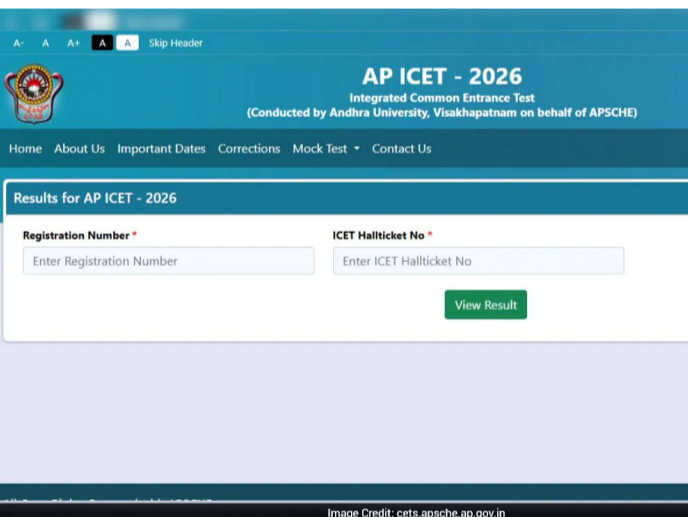 A- A A+ A A Skip Header
AP ICET - 2026
Integrated Common Entrance Test
(Conducted by Andhra University, Visakhapatnam on behalf of APSCHE)
Home About Us Important Dates Corrections Mock Test Contact Us
Results for AP ICET - 2026
Registration Number * ICET Hallticket No *
Enter Registration Number Enter ICET Hallticket No
View Result
Image Credit: cets.apsche.ap.gov.in